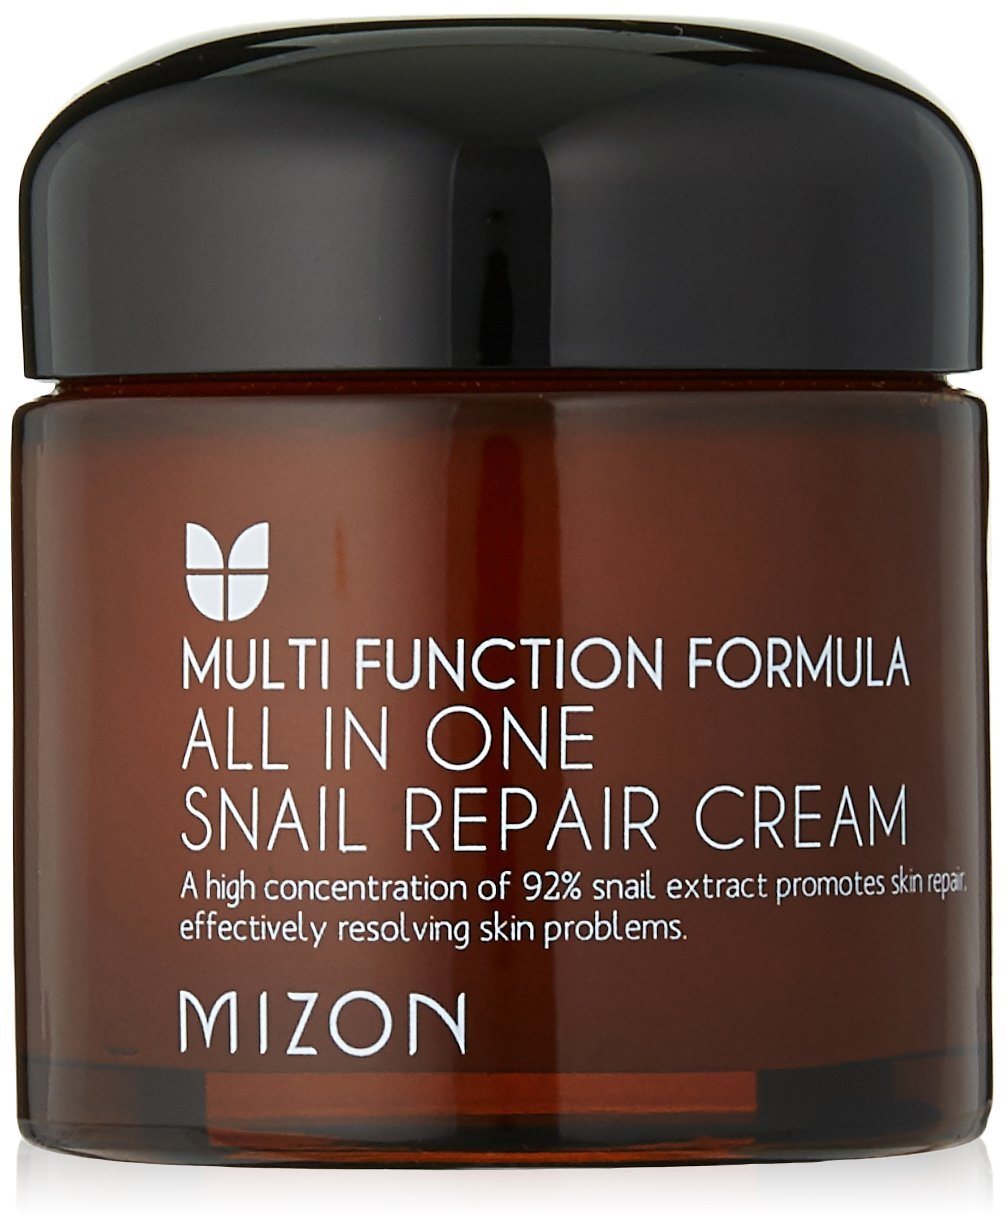 MULTI FUNCTION FORMULA
ALL IN ONE
SNAIL REPAIR CREAM
A high concentration of 92% snail extract promotes skin repair,
effectively resolving skin problems.
MIZON